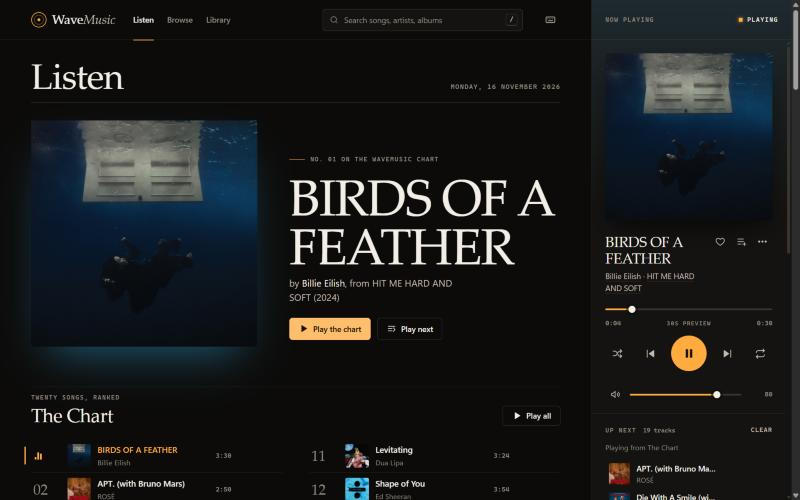 WaveMusic
Listen
Browse
Library
Search songs, artists, albums
/
NOW PLAYING
PLAYING
Listen
MONDAY, 16 NOVEMBER 2026
NO. 01 ON THE WAVEMUSIC CHART
BIRDS OF A
FEATHER
by Billie Eilish, from HIT ME HARD AND
SOFT (2024)
Play the chart
Play next
TWENTY SONGS, RANKED
The Chart
Play all
BIRDS OF A FEATHER
Billie Eilish
3:30
02
APT. (with Bruno Mars)
ROSÉ
2:50
11
Levitating
Dua Lipa
3:24
12
Shape of You
Ed Sheeran
3:54
BIRDS OF A
FEATHER
Billie Eilish · HIT ME HARD
AND SOFT
0:04
30S PREVIEW
0:30
80
UP NEXT 19 tracks
CLEAR
Playing from The Chart
APT. (with Bruno Ma...
ROSÉ
Die With A Smile (wi...